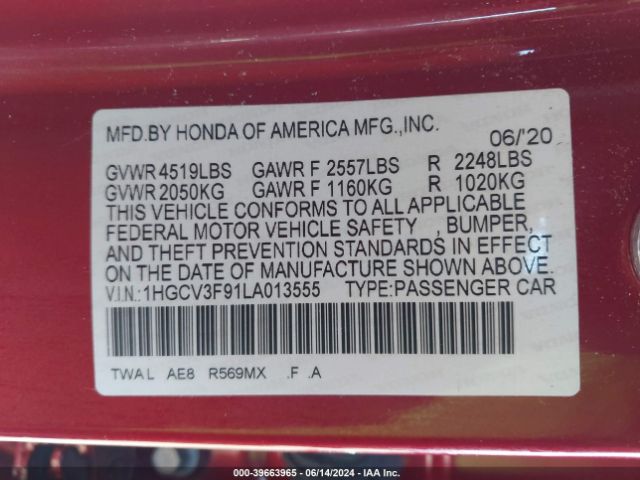 MFD.BY HONDA OF AMERICA MFG.,INC.
06/'20
GVWR 4519LBS GAWR F 2557LBS R 2248LBS
GVWR 2050KG GAWR F 1160KG R 1020KG
THIS VEHICLE CONFORMS TO ALL APPLICABLE
FEDERAL MOTOR VEHICLE SAFETY , BUMPER,
AND THEFT PREVENTION STANDARDS IN EFFECT
ON THE DATE OF MANUFACTURE SHOWN ABOVE.
V.I.N.:1HGCV3F91LA013555 TYPE:PASSENGER CAR
TWAL AE8 R569MX .F .A
000-39663965 • 06/14/2024 • IAA Inc.